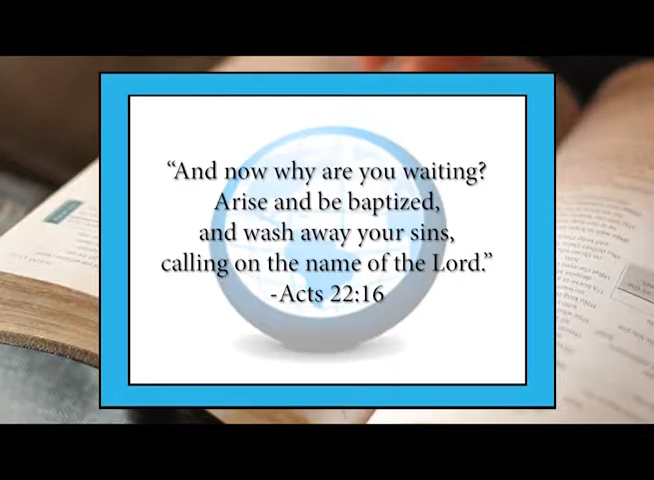 “And now why are you waiting?
Arise and be baptized,
and wash away your sins,
calling on the name of the Lord.”
-Acts 22:16